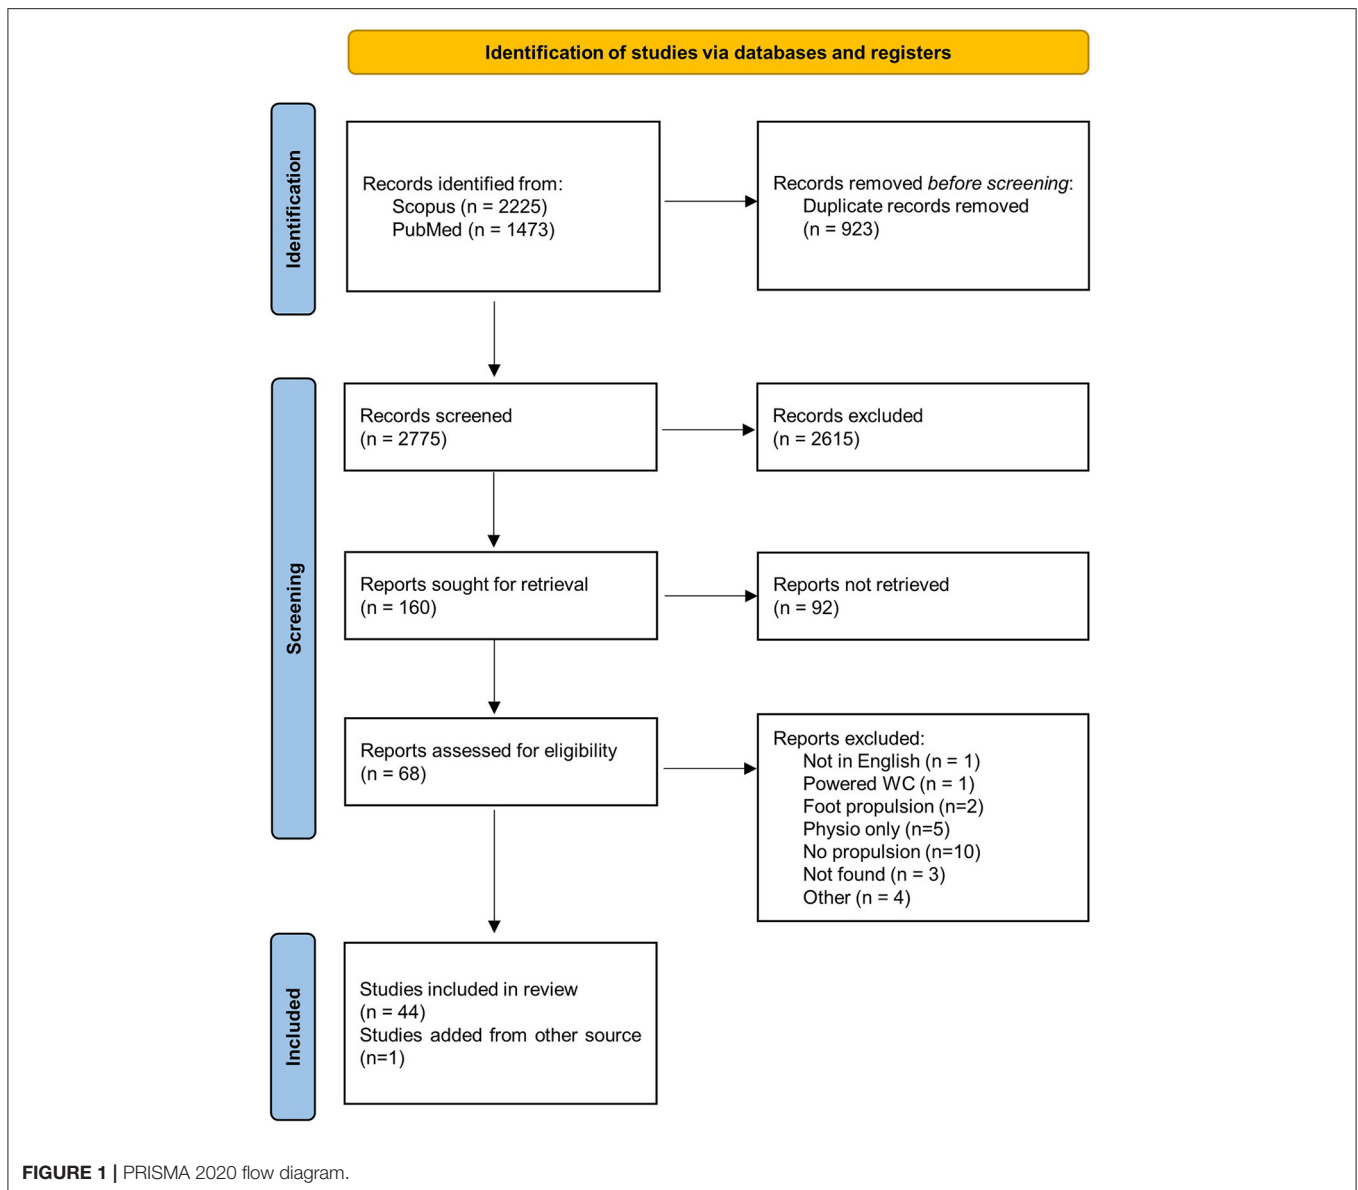 Identification of studies via databases and registers
Identification
Records identified from:
Scopus (n = 2225)
PubMed (n = 1473)
Records removed before screening:
Duplicate records removed
(n = 923)
Screening
Records screened
(n = 2775)
Records excluded
(n = 2615)
Reports sought for retrieval
(n = 160)
Reports not retrieved
(n = 92)
Reports assessed for eligibility
(n = 68)
Reports excluded:
Not in English (n = 1)
Powered WC (n = 1)
Foot propulsion (n=2)
Physio only (n=5)
No propulsion (n=10)
Not found (n = 3)
Other (n = 4)
Included
Studies included in review
(n = 44)
Studies added from other source
(n=1)
FIGURE 1 | PRISMA 2020 flow diagram.